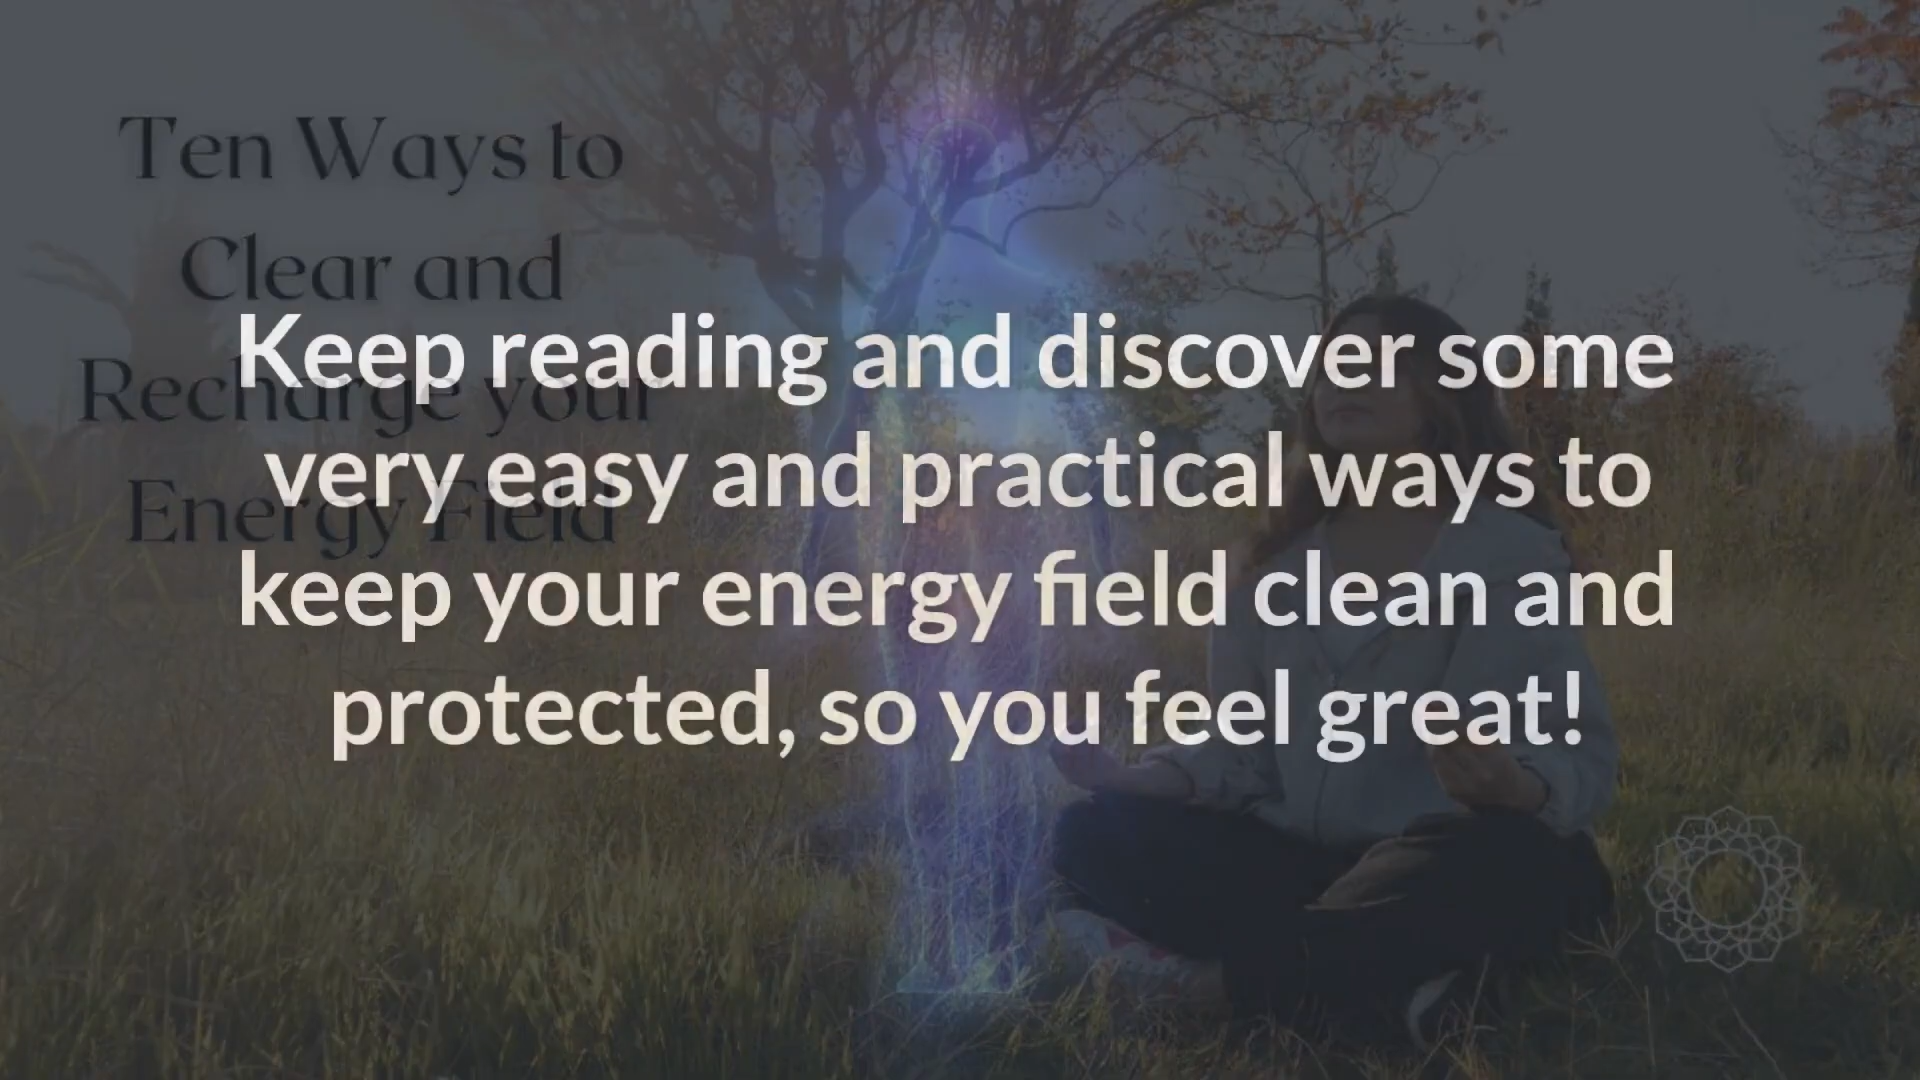 Ten Ways to
Clear and
Recharge your
Energy Field
Keep reading and discover some
very easy and practical ways to
keep your energy field clean and
protected, so you feel great!